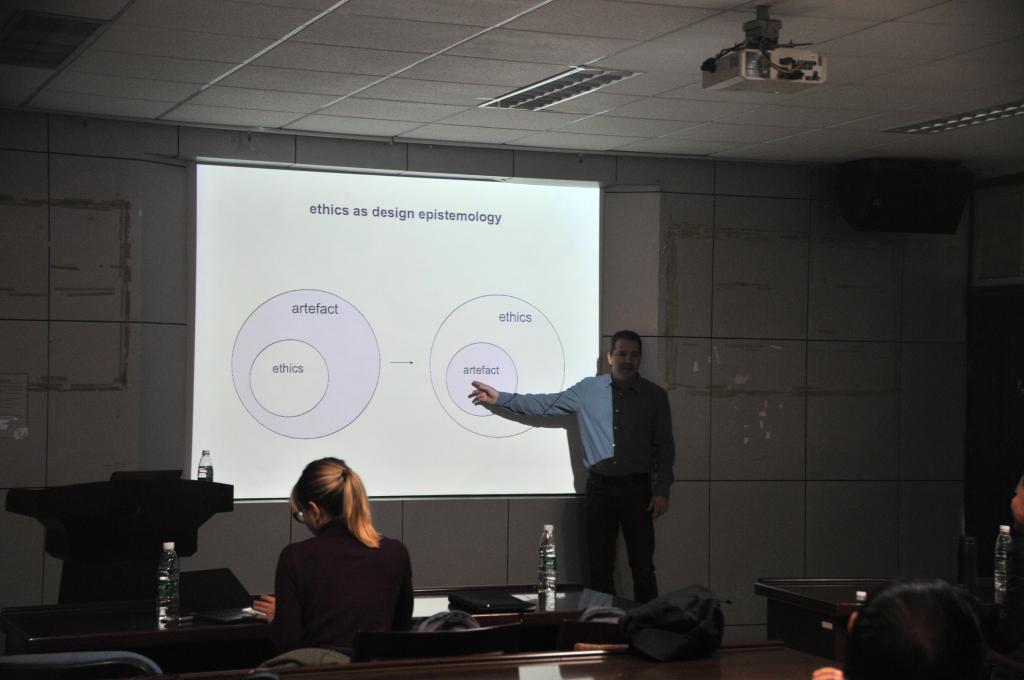 ethics as design epistemology
artefact
ethics
ethics
artefact